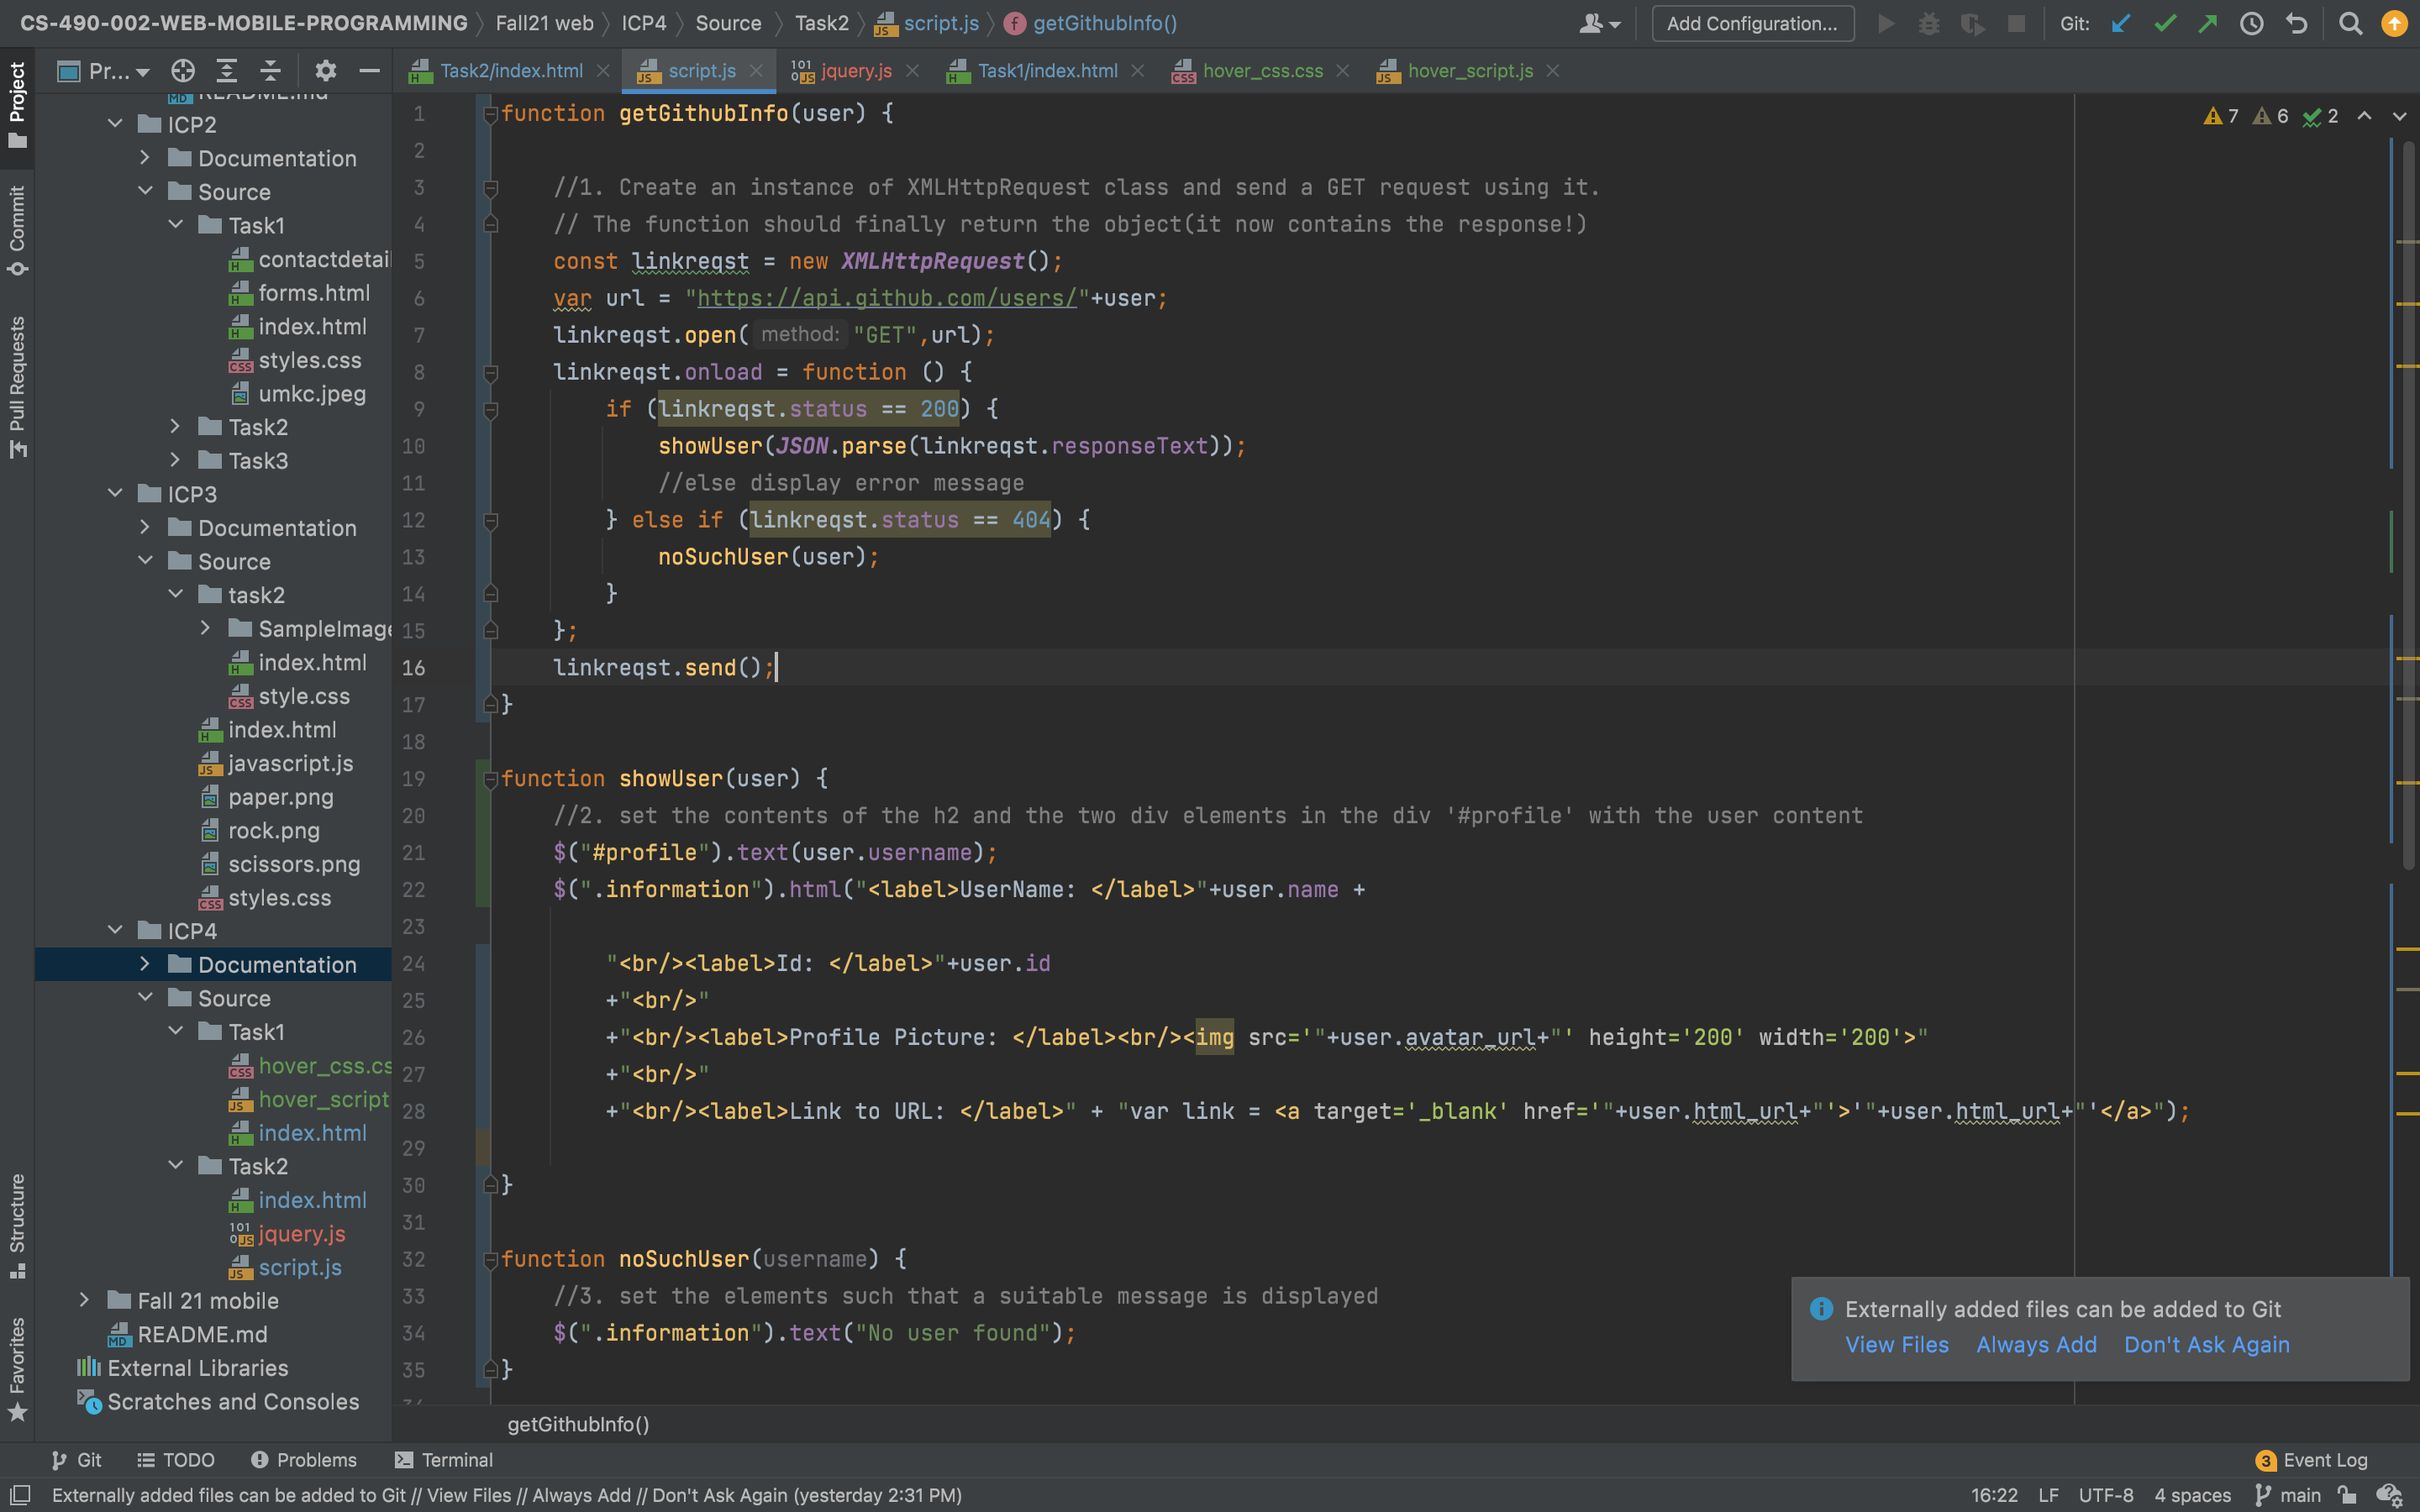 CS-490-002-WEB-MOBILE-PROGRAMMING Fall21 web ICP4 Source Task2 script.js getGithubInfo() Add Configuration... Git:
Pr... Task2/index.html script.js jquery.js Task1/index.html hover_css.css hover_script.js
Project
Commit
Pull Requests
Structure
Favorites
README.md
ICP2
Documentation
Source
Task1
contactdetail
forms.html
index.html
styles.css
umkc.jpeg
Task2
Task3
ICP3
Documentation
Source
task2
SampleImage
index.html
style.css
index.html
javascript.js
paper.png
rock.png
scissors.png
styles.css
ICP4
Documentation
Source
Task1
hover_css.cs
hover_script
index.html
Task2
index.html
jquery.js
script.js
Fall 21 mobile
README.md
External Libraries
Scratches and Consoles
7 6 2
1 function getGithubInfo(user) {
2
3 //1. Create an instance of XMLHttpRequest class and send a GET request using it.
4 // The function should finally return the object(it now contains the response!)
5 const linkreqst = new XMLHttpRequest();
6 var url = "https://api.github.com/users/"+user;
7 linkreqst.open( method: "GET",url);
8 linkreqst.onload = function () {
9 if (linkreqst.status == 200) {
10 showUser(JSON.parse(linkreqst.responseText));
11 //else display error message
12 } else if (linkreqst.status == 404) {
13 noSuchUser(user);
14 }
15 };
16 linkreqst.send();
17 }
18
19 function showUser(user) {
20 //2. set the contents of the h2 and the two div elements in the div '#profile' with the user content
21 $("#profile").text(user.username);
22 $(".information").html("<label>UserName: </label>"+user.name +
23
24 "<br/><label>Id: </label>"+user.id
25 +"<br/>"
26 +"<br/><label>Profile Picture: </label><br/><img src='"+user.avatar_url+"' height='200' width='200'>"
27 +"<br/>"
28 +"<br/><label>Link to URL: </label>" + "var link = <a target='_blank' href='"+user.html_url+"'>'"+user.html_url+"'</a>");
29
30 }
31
32 function noSuchUser(username) {
33 //3. set the elements such that a suitable message is displayed
34 $(".information").text("No user found");
35 }
Externally added files can be added to Git
View Files Always Add Don't Ask Again
getGithubInfo()
Git TODO Problems Terminal 3 Event Log
Externally added files can be added to Git // View Files // Always Add // Don't Ask Again (yesterday 2:31 PM) 16:22 LF UTF-8 4 spaces main